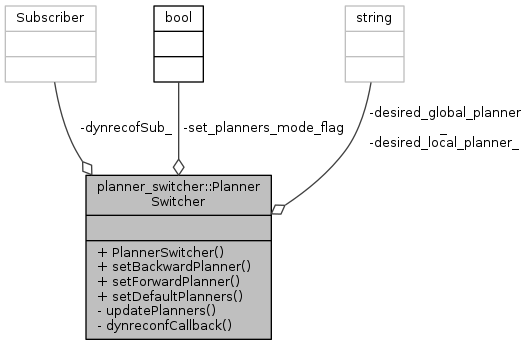 Subscriber
bool
string
-dynrecofSub_
-set_planners_mode_flag
-desired_global_planner
_
-desired_local_planner_
planner_switcher::Planner
Switcher
+ PlannerSwitcher()
+ setBackwardPlanner()
+ setForwardPlanner()
+ setDefaultPlanners()
- updatePlanners()
- dynreconfCallback()